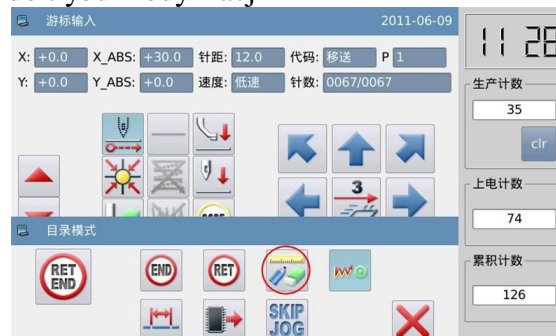 游标输入 2011-06-09
X: +0.0 X_ABS: +30.0 针距: 12.0 代码: 移送 P 1
Y: +0.0 Y_ABS: +0.0 速度: 低速 针数: 0067/0067
生产计数
35
clr
上电计数
3
74
目录模式
累积计数
RET
END
END RET
126
SKIP
JOG